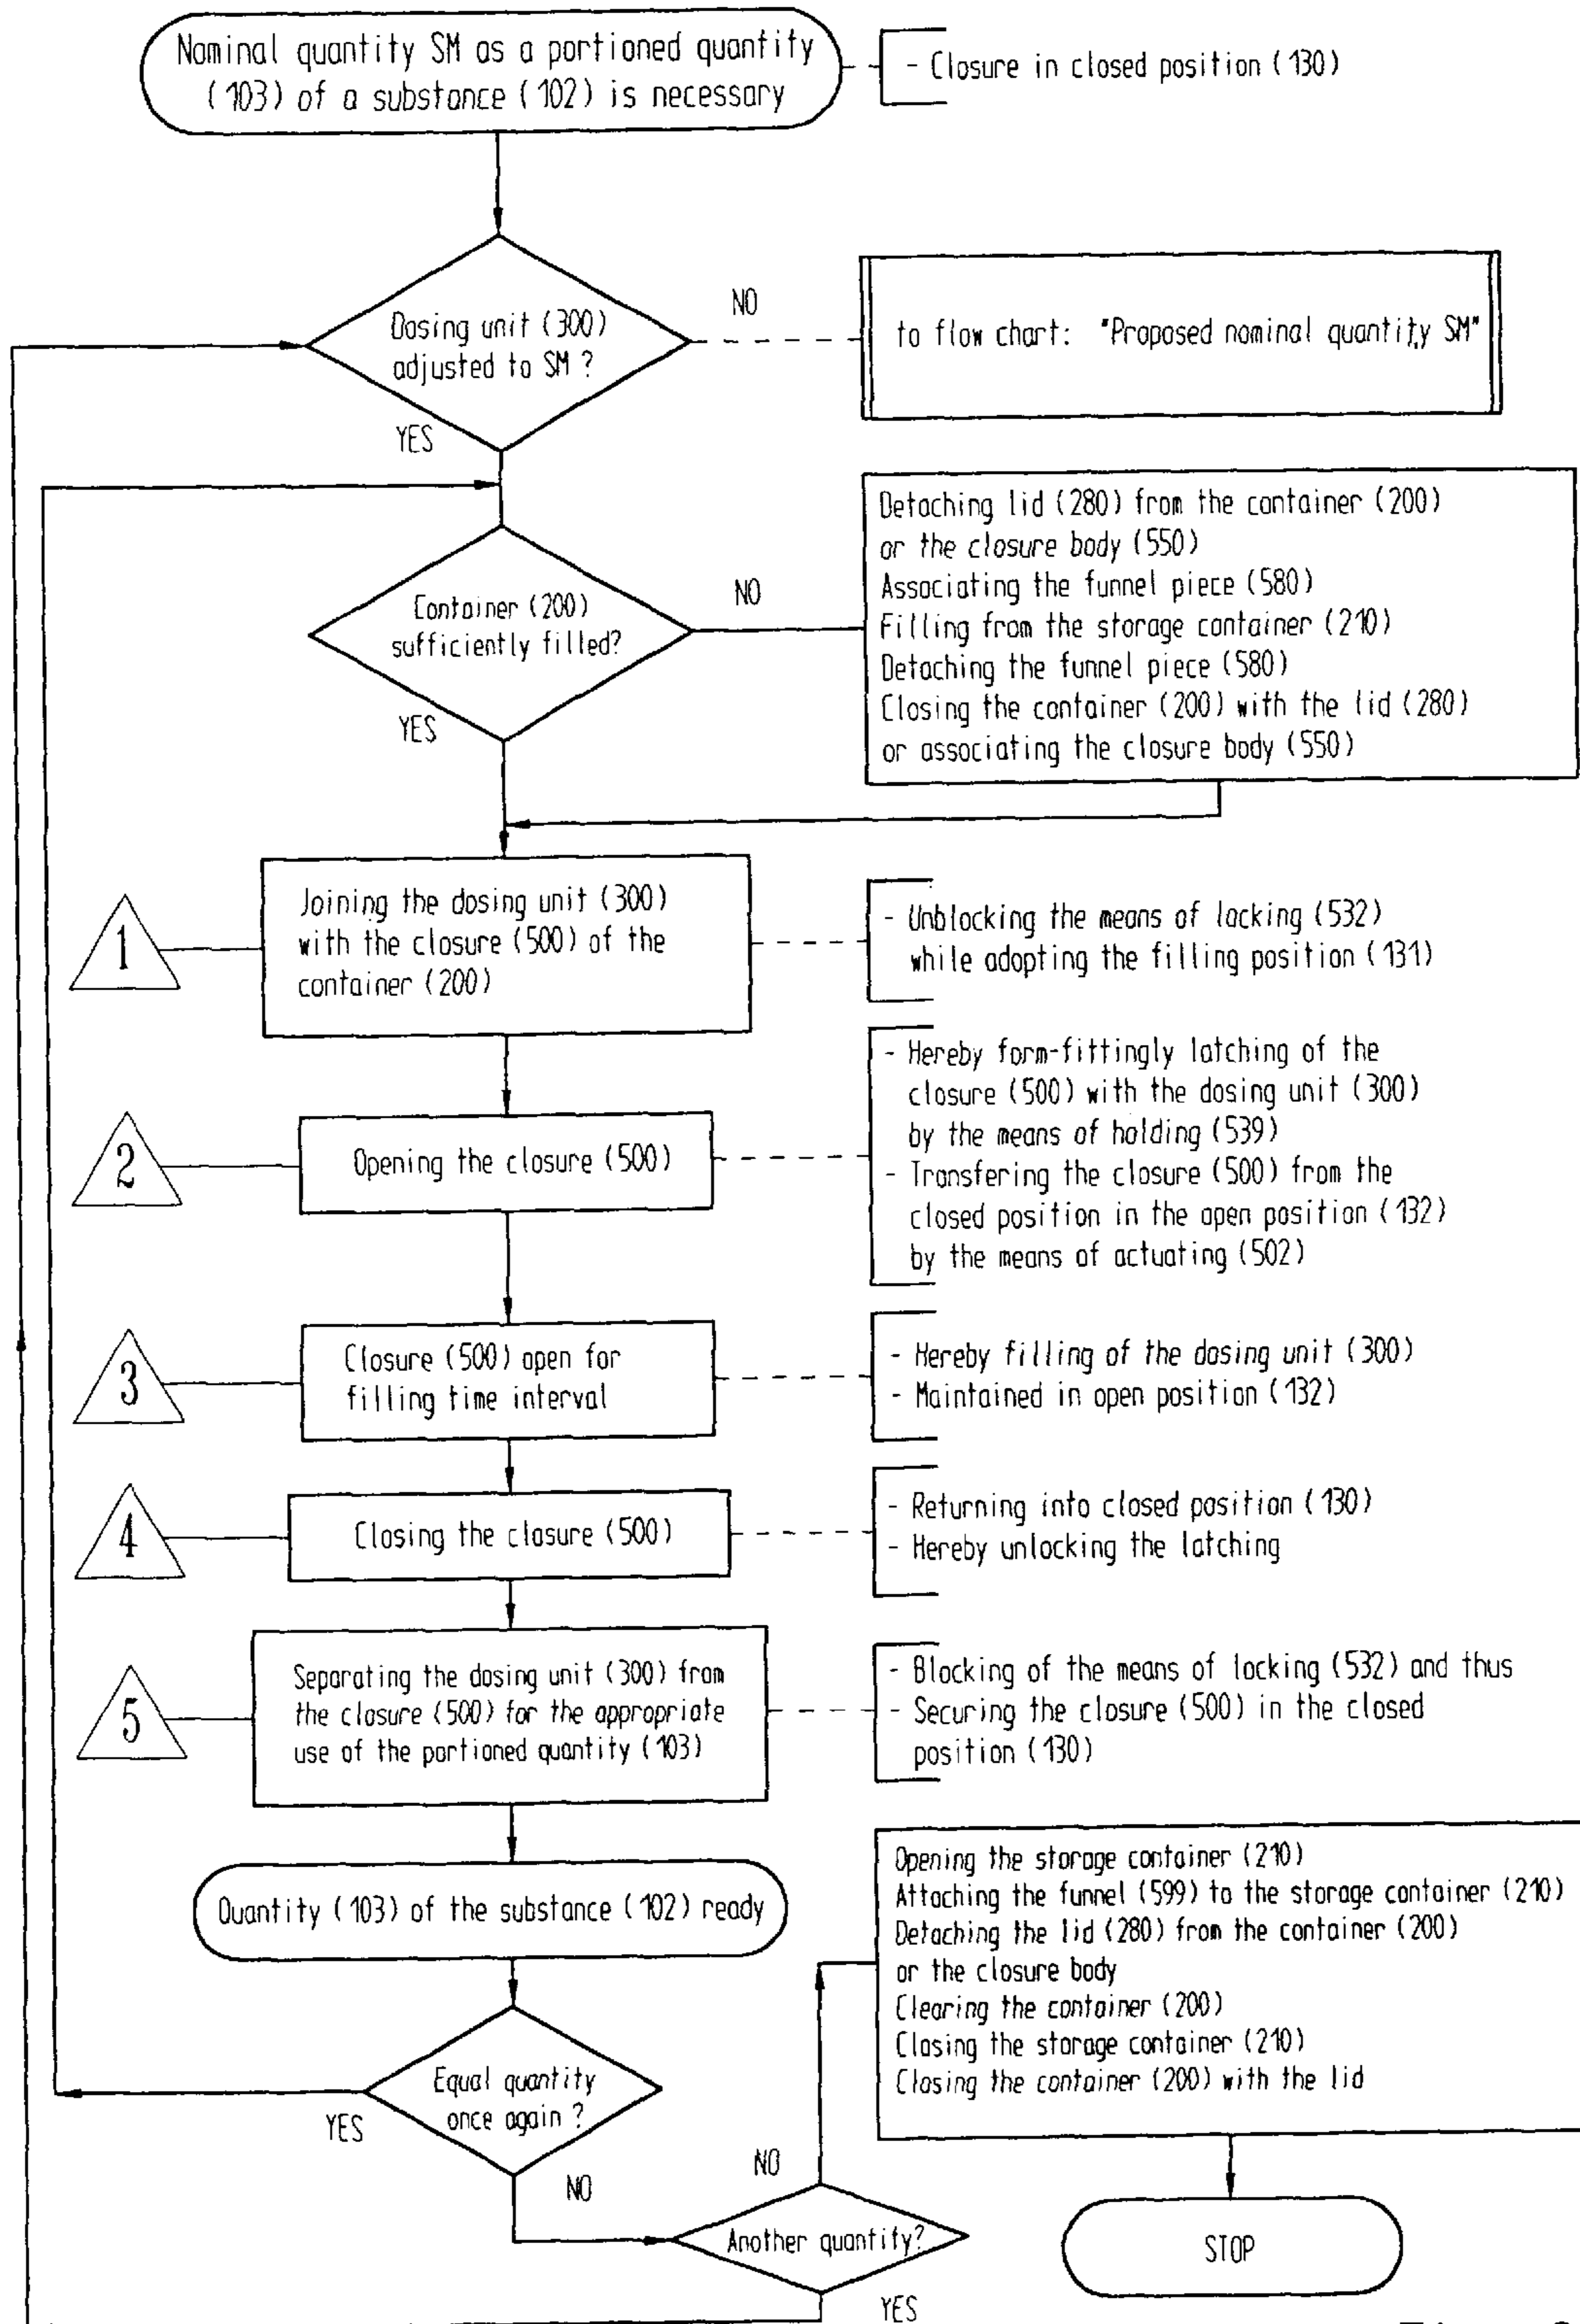 Nominal quantity SM as a portioned quantity
(103) of a substance (102) is necessary
- Closure in closed position (130)
Dosing unit (300)
adjusted to SM ?
NO
YES
to flow chart: "Proposed nominal quantity SM"
Container (200)
sufficiently filled?
NO
YES
Detaching lid (280) from the container (200)
or the closure body (550)
Associating the funnel piece (580)
Filling from the storage container (210)
Detaching the funnel piece (580)
Closing the container (200) with the lid (280)
or associating the closure body (550)
1
Joining the dosing unit (300)
with the closure (500) of the
container (200)
- Unblocking the means of locking (532)
while adopting the filling position (131)
2
Opening the closure (500)
- Hereby form-fittingly latching of the
closure (500) with the dosing unit (300)
by the means of holding (539)
- Transfering the closure (500) from the
closed position in the open position (132)
by the means of actuating (502)
3
Closure (500) open for
filling time interval
- Hereby filling of the dosing unit (300)
- Maintained in open position (132)
4
Closing the closure (500)
- Returning into closed position (130)
- Hereby unlocking the latching
5
Separating the dosing unit (300) from
the closure (500) for the appropriate
use of the portioned quantity (103)
- Blocking of the means of locking (532) and thus
- Securing the closure (500) in the closed
position (130)
Quantity (103) of the substance (102) ready
Opening the storage container (210)
Attaching the funnel (599) to the storage container (210)
Detaching the lid (280) from the container (200)
or the closure body
Clearing the container (200)
Closing the storage container (210)
Closing the container (200) with the lid
Equal quantity
once again ?
YES
NO
NO
Another quantity?
YES
STOP